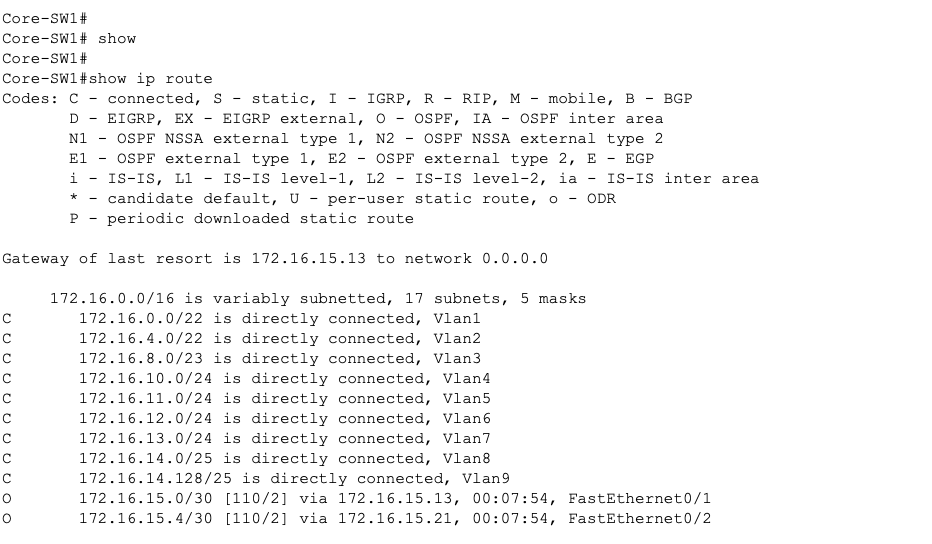 Core-SW1#
Core-SW1# show
Core-SW1#
Core-SW1#show ip route
Codes: C - connected, S - static, I - IGRP, R - RIP, M - mobile, B - BGP
       D - EIGRP, EX - EIGRP external, O - OSPF, IA - OSPF inter area
       N1 - OSPF NSSA external type 1, N2 - OSPF NSSA external type 2
       E1 - OSPF external type 1, E2 - OSPF external type 2, E - EGP
       i - IS-IS, L1 - IS-IS level-1, L2 - IS-IS level-2, ia - IS-IS inter area
       * - candidate default, U - per-user static route, o - ODR
       P - periodic downloaded static route

Gateway of last resort is 172.16.15.13 to network 0.0.0.0

     172.16.0.0/16 is variably subnetted, 17 subnets, 5 masks
C       172.16.0.0/22 is directly connected, Vlan1
C       172.16.4.0/22 is directly connected, Vlan2
C       172.16.8.0/23 is directly connected, Vlan3
C       172.16.10.0/24 is directly connected, Vlan4
C       172.16.11.0/24 is directly connected, Vlan5
C       172.16.12.0/24 is directly connected, Vlan6
C       172.16.13.0/24 is directly connected, Vlan7
C       172.16.14.0/25 is directly connected, Vlan8
C       172.16.14.128/25 is directly connected, Vlan9
O       172.16.15.0/30 [110/2] via 172.16.15.13, 00:07:54, FastEthernet0/1
O       172.16.15.4/30 [110/2] via 172.16.15.21, 00:07:54, FastEthernet0/2